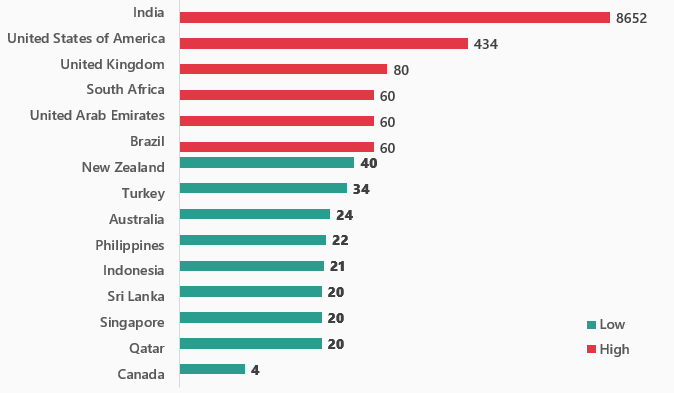 India 8652
United States of America 434
United Kingdom 80
South Africa 60
United Arab Emirates 60
Brazil 60
New Zealand 40
Turkey 34
Australia 24
Philippines 22
Indonesia 21
Sri Lanka 20
Singapore 20
Qatar 20
Canada 4
Low
High